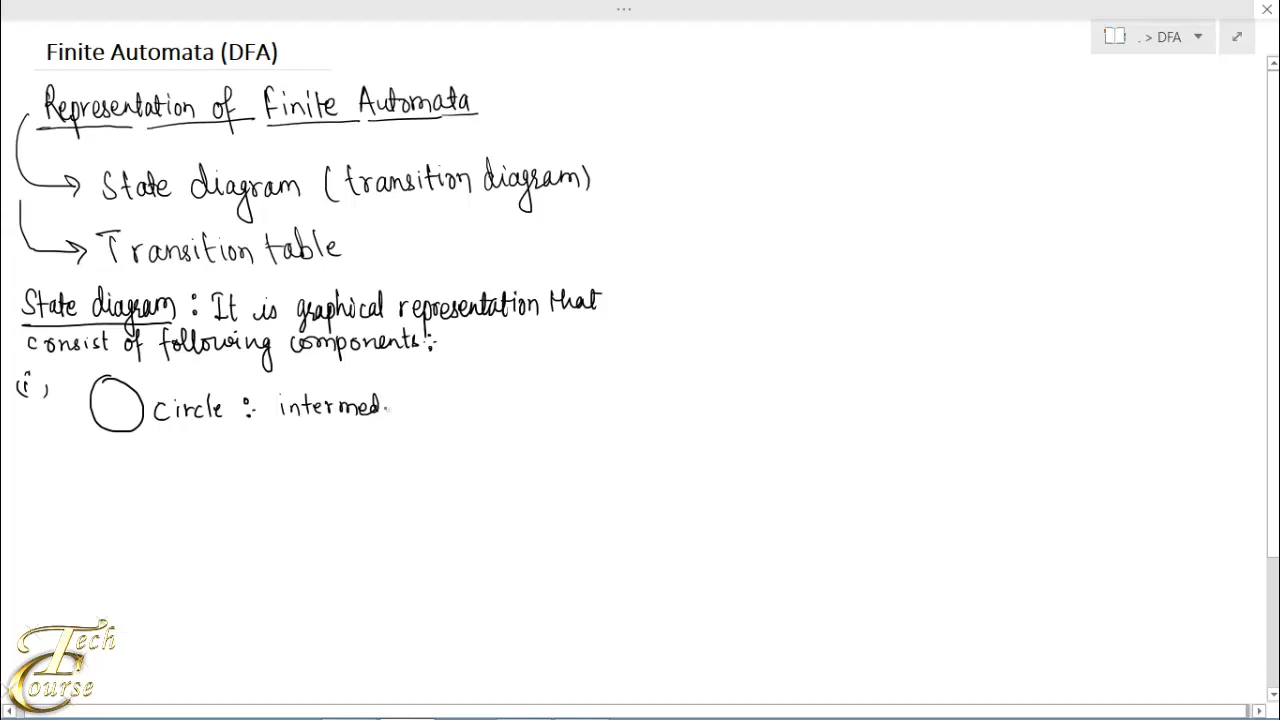 . > DFA
Finite Automata (DFA)
Representation of Finite Automata
State diagram (transition diagram)
Transition table
State diagram : It is graphical representation that
consist of following components :-
(i)
circle :- intermed
Tech
Course